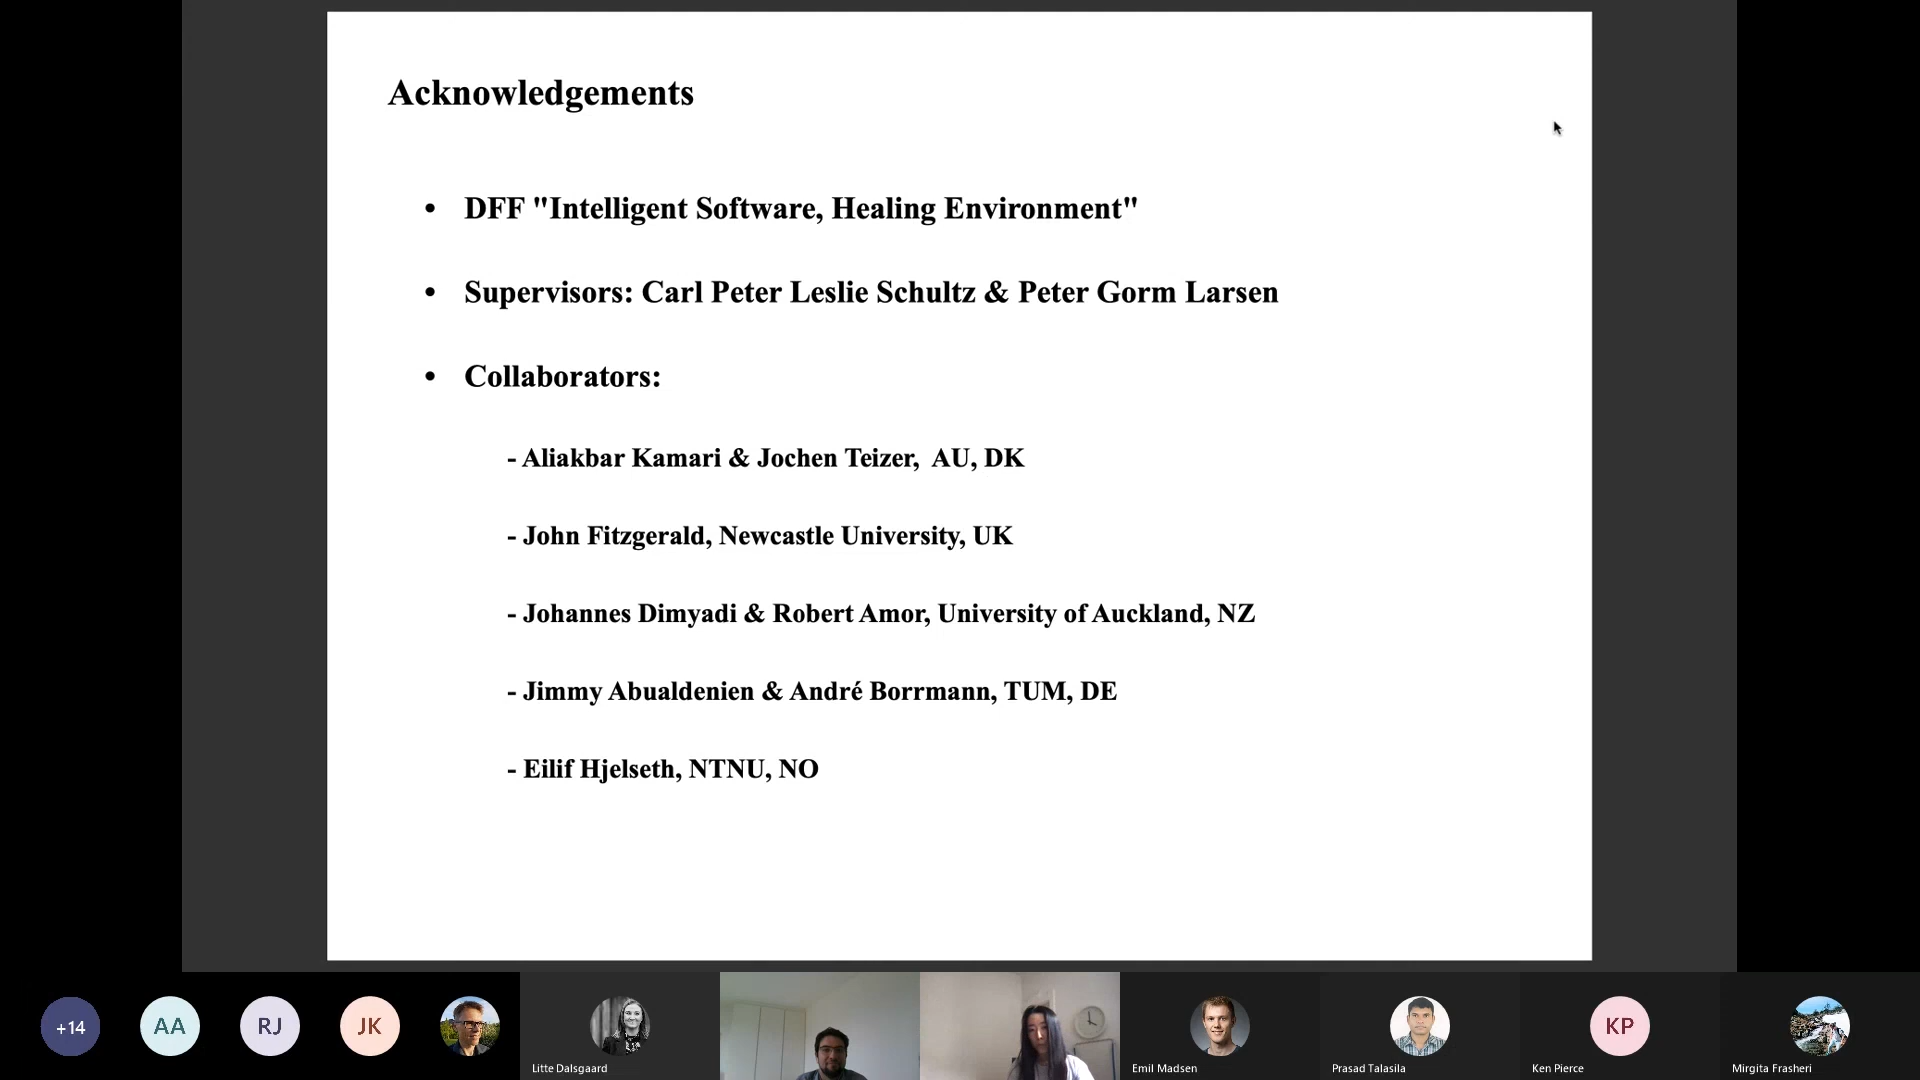 Acknowledgements
• DFF "Intelligent Software, Healing Environment"
• Supervisors: Carl Peter Leslie Schultz & Peter Gorm Larsen
• Collaborators:
- Aliakbar Kamari & Jochen Teizer, AU, DK
- John Fitzgerald, Newcastle University, UK
- Johannes Dimyadi & Robert Amor, University of Auckland, NZ
- Jimmy Abualdenien & André Borrmann, TUM, DE
- Eilif Hjelseth, NTNU, NO
+14
AA
RJ
JK
KP
Litte Dalsgaard
Emil Madsen
Prasad Talasila
Ken Pierce
Mirgita Frasheri